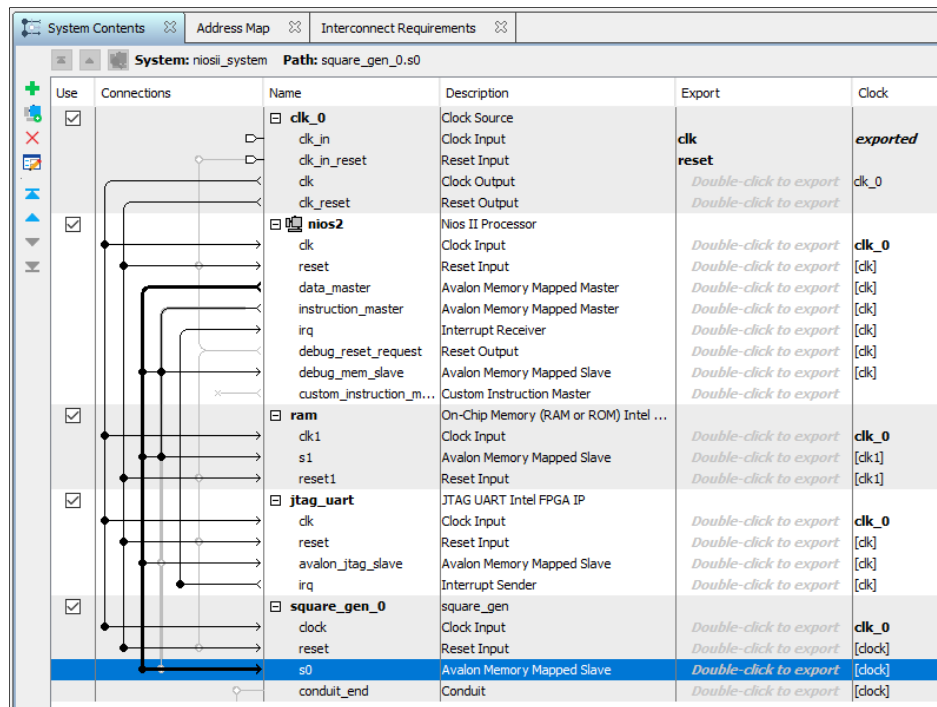 System Contents Address Map Interconnect Requirements
System: niosii_system Path: square_gen_0.s0
Use Connections Name Description Export Clock
clk_0 Clock Source
clk_in Clock Input clk exported
clk_in_reset Reset Input reset
clk Clock Output Double-click to export clk_0
clk_reset Reset Output Double-click to export
nios2 Nios II Processor
clk Clock Input Double-click to export clk_0
reset Reset Input Double-click to export [clk]
data_master Avalon Memory Mapped Master Double-click to export [clk]
instruction_master Avalon Memory Mapped Master Double-click to export [clk]
irq Interrupt Receiver Double-click to export [clk]
debug_reset_request Reset Output Double-click to export [clk]
debug_mem_slave Avalon Memory Mapped Slave Double-click to export [clk]
custom_instruction_m... Custom Instruction Master Double-click to export
ram On-Chip Memory (RAM or ROM) Intel ...
clk1 Clock Input Double-click to export clk_0
s1 Avalon Memory Mapped Slave Double-click to export [clk1]
reset1 Reset Input Double-click to export [clk1]
jtag_uart JTAG UART Intel FPGA IP
clk Clock Input Double-click to export clk_0
reset Reset Input Double-click to export [clk]
avalon_jtag_slave Avalon Memory Mapped Slave Double-click to export [clk]
irq Interrupt Sender Double-click to export [clk]
square_gen_0 square_gen
clock Clock Input Double-click to export clk_0
reset Reset Input Double-click to export [clock]
s0 Avalon Memory Mapped Slave Double-click to export [clock]
conduit_end Conduit Double-click to export [clock]